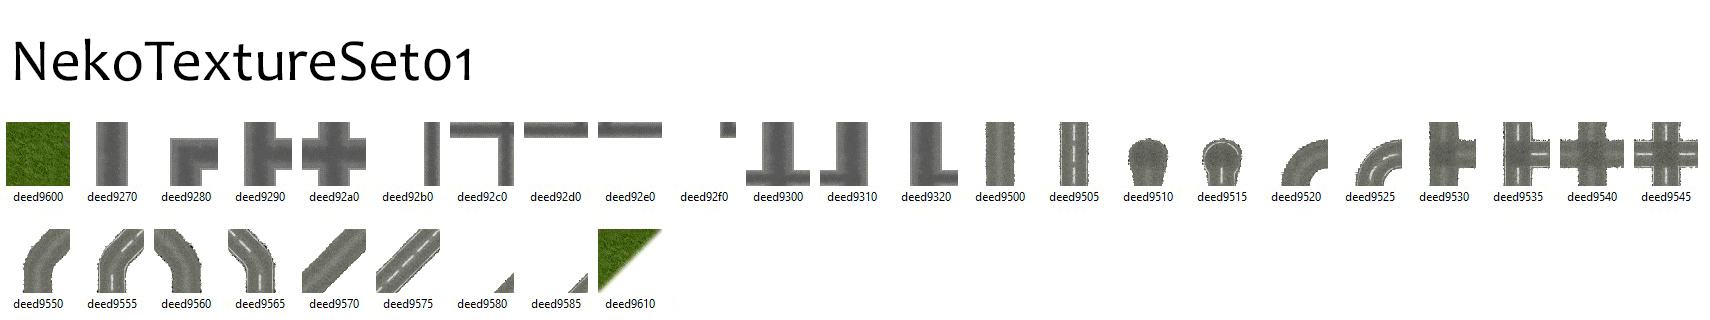 NekoTextureSet01
deed9600 deed9270 deed9280 deed9290 deed92a0 deed92b0 deed92c0 deed92d0 deed92e0 deed92f0 deed9300 deed9310 deed9320 deed9500 deed9505 deed9510 deed9515 deed9520 deed9525 deed9530 deed9535 deed9540 deed9545
deed9550 deed9555 deed9560 deed9565 deed9570 deed9575 deed9580 deed9585 deed9610